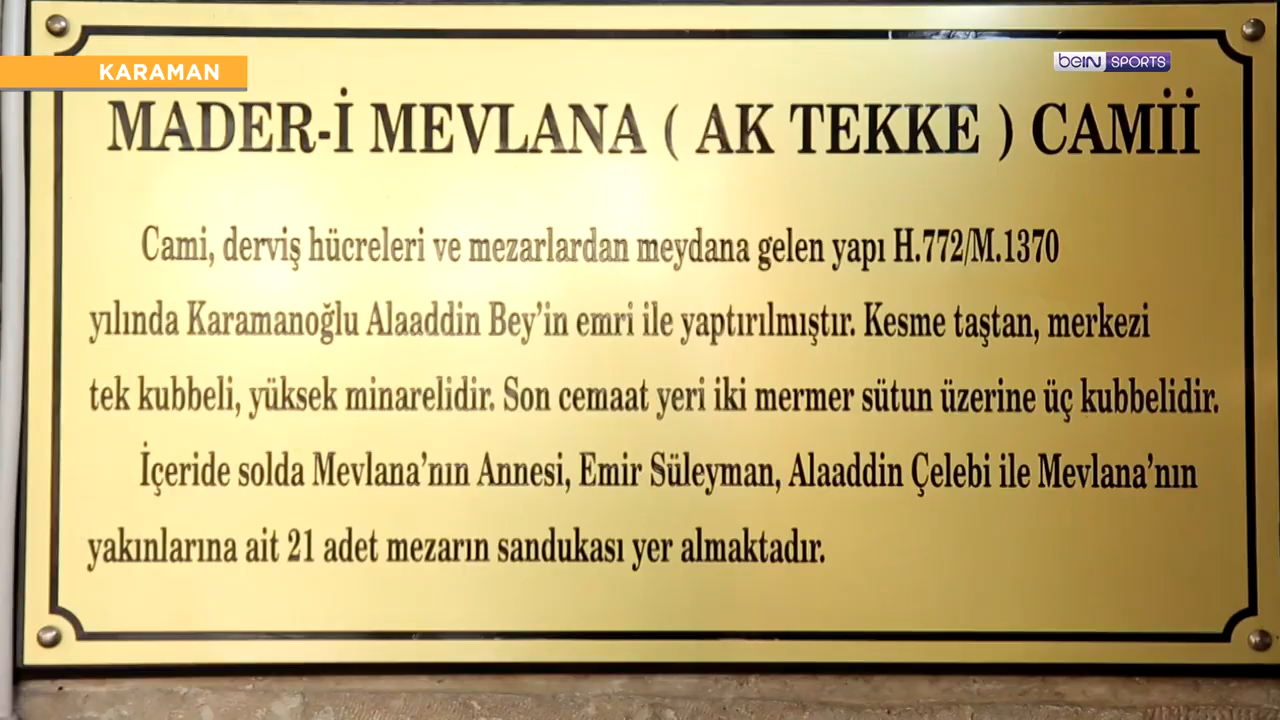 KARAMAN
beIN SPORTS
MADER-İ MEVLANA ( AK TEKKE ) CAMİİ
Cami, derviş hücreleri ve mezarlardan meydana gelen yapı H.772/M.1370
yılında Karamanoğlu Alaaddin Bey’in emri ile yaptırılmıştır. Kesme taştan, merkezi
tek kubbeli, yüksek minarelidir. Son cemaat yeri iki mermer sütun üzerine üç kubbelidir.
İçeride solda Mevlana’nın Annesi, Emir Süleyman, Alaaddin Çelebi ile Mevlana’nın
yakınlarına ait 21 adet mezarın sandukası yer almaktadır.